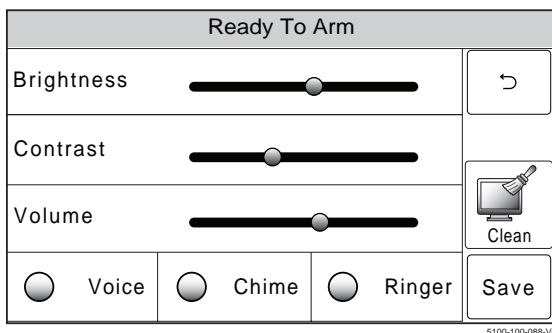 Ready To Arm
Brightness
Contrast
Volume
Clean
Voice Chime Ringer Save
5100-100-088-V